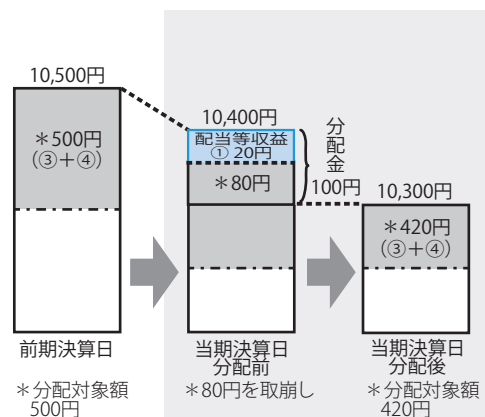 10,500円
＊500円
(③＋④)
前期決算日
＊分配対象額
500円
10,400円
配当等収益
① 20円
＊80円
分配金
100円
当期決算日
分配前
＊80円を取崩し
10,300円
＊420円
(③＋④)
当期決算日
分配後
＊分配対象額
420円